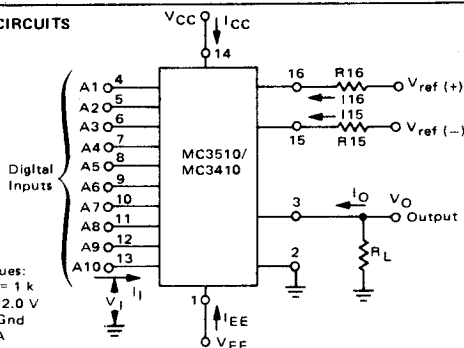 CIRCUITS
VCC
ICC
14
A1 4
A2 5
A3 6
A4 7
A5 8
A6 9
A7 10
A8 11
A9 12
A10 13
Digital
Inputs
MC3510/
MC3410
16 R16 Vref (+)
I16
I15
15 R15 Vref (−)
IO VO
3 Output
RL
2
ues:
= 1 k
2.0 V
Gnd
A
VI
II
1
IEE
VEE